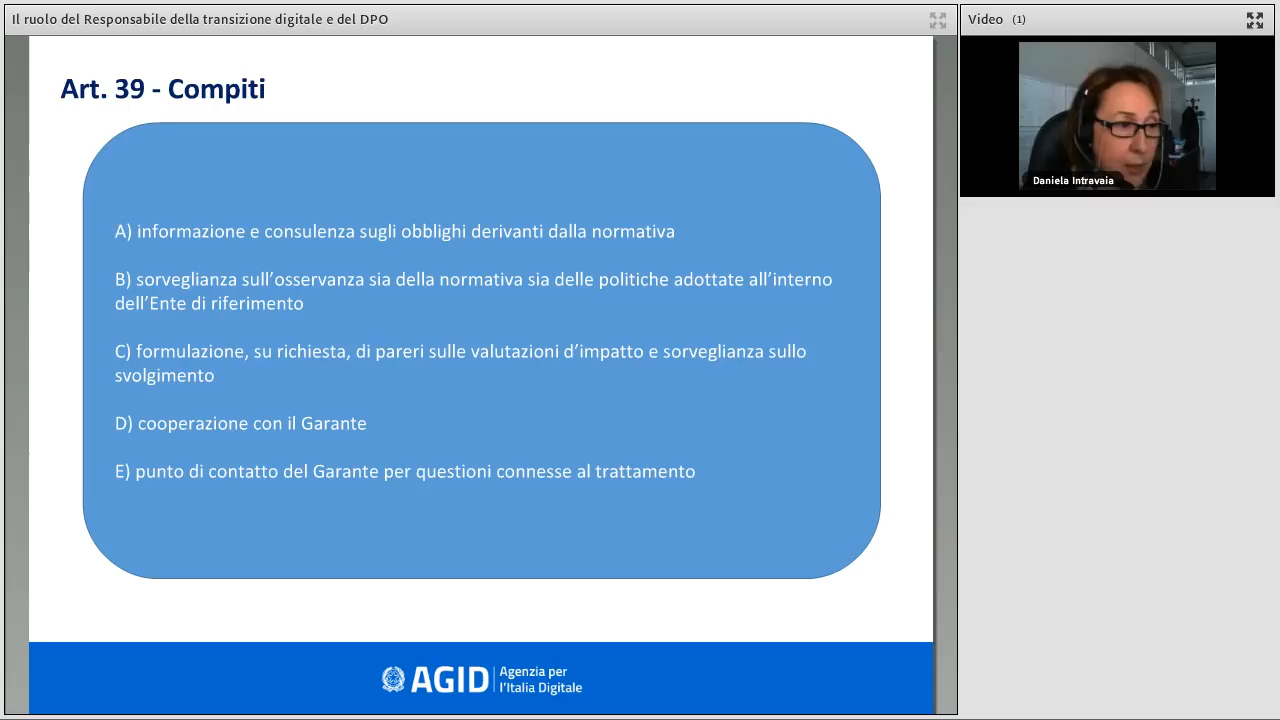 Il ruolo del Responsabile della transizione digitale e del DPO
Video (1)
Art. 39 - Compiti
Daniela Intravaia
A) informazione e consulenza sugli obblighi derivanti dalla normativa
B) sorveglianza sull’osservanza sia della normativa sia delle politiche adottate all’interno
dell’Ente di riferimento
C) formulazione, su richiesta, di pareri sulle valutazioni d’impatto e sorveglianza sullo
svolgimento
D) cooperazione con il Garante
E) punto di contatto del Garante per questioni connesse al trattamento
AGID
Agenzia per
l’Italia Digitale